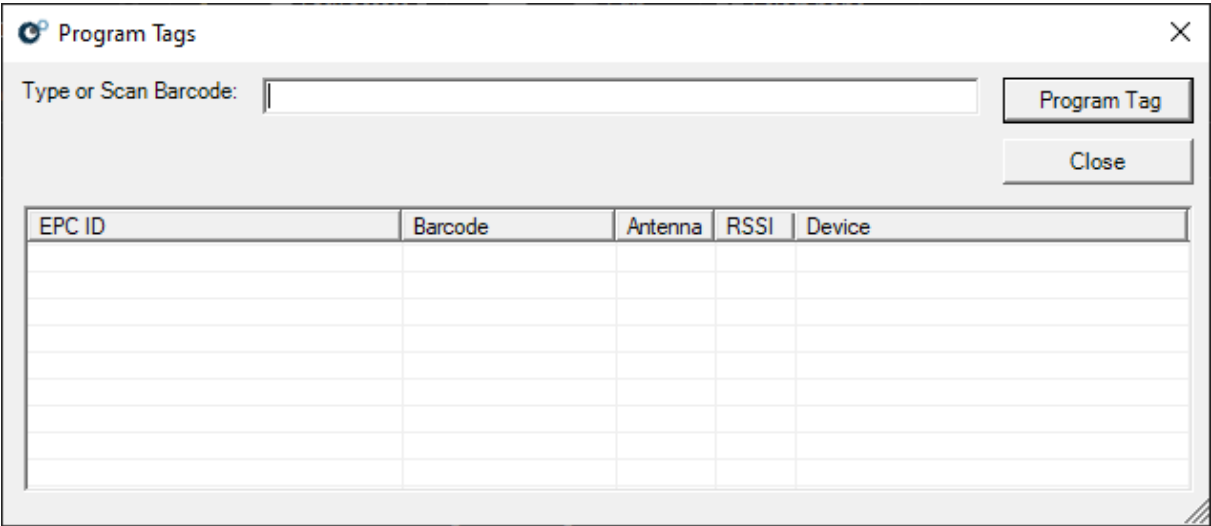 Program Tags
Type or Scan Barcode:
Program Tag
Close
EPC ID Barcode Antenna RSSI Device